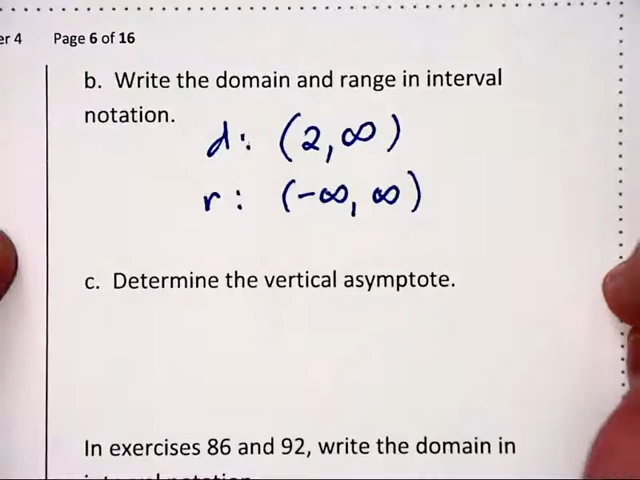 er 4 Page 6 of 16
b. Write the domain and range in interval
notation.
d: (2, ∞)
r: (-∞, ∞)
c. Determine the vertical asymptote.
In exercises 86 and 92, write the domain in